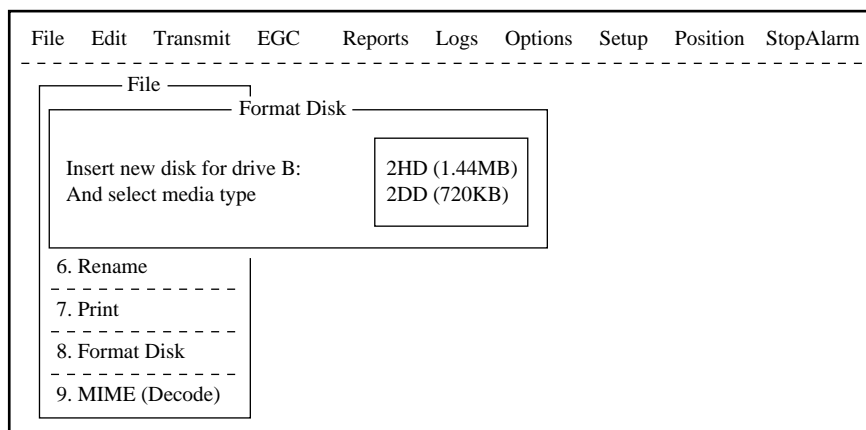 File Edit Transmit EGC Reports Logs Options Setup Position StopAlarm
File
Format Disk
Insert new disk for drive B:
And select media type
2HD (1.44MB)
2DD (720KB)
6. Rename
7. Print
8. Format Disk
9. MIME (Decode)